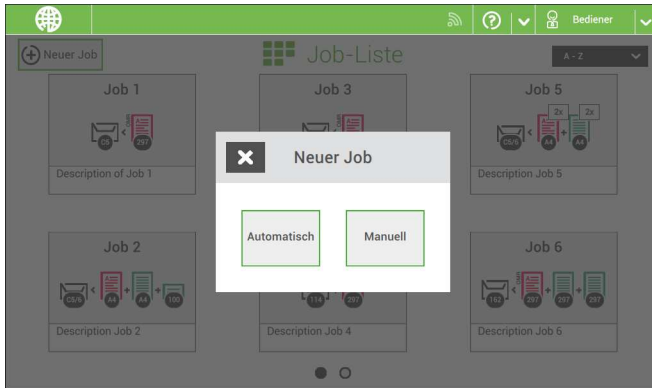 Bediener
Neuer Job
Job-Liste
A - Z
Job 1
C5
297
Description of Job 1
Job 3
Job 5
2x 2x
C5/6 A4 A4
Description Job 5
Neuer Job
Automatisch Manuell
Job 2
C5/6 A4 A4 100
Description Job 2
114 297
Description Job 4
Job 6
162 297 297 297
Description Job 6